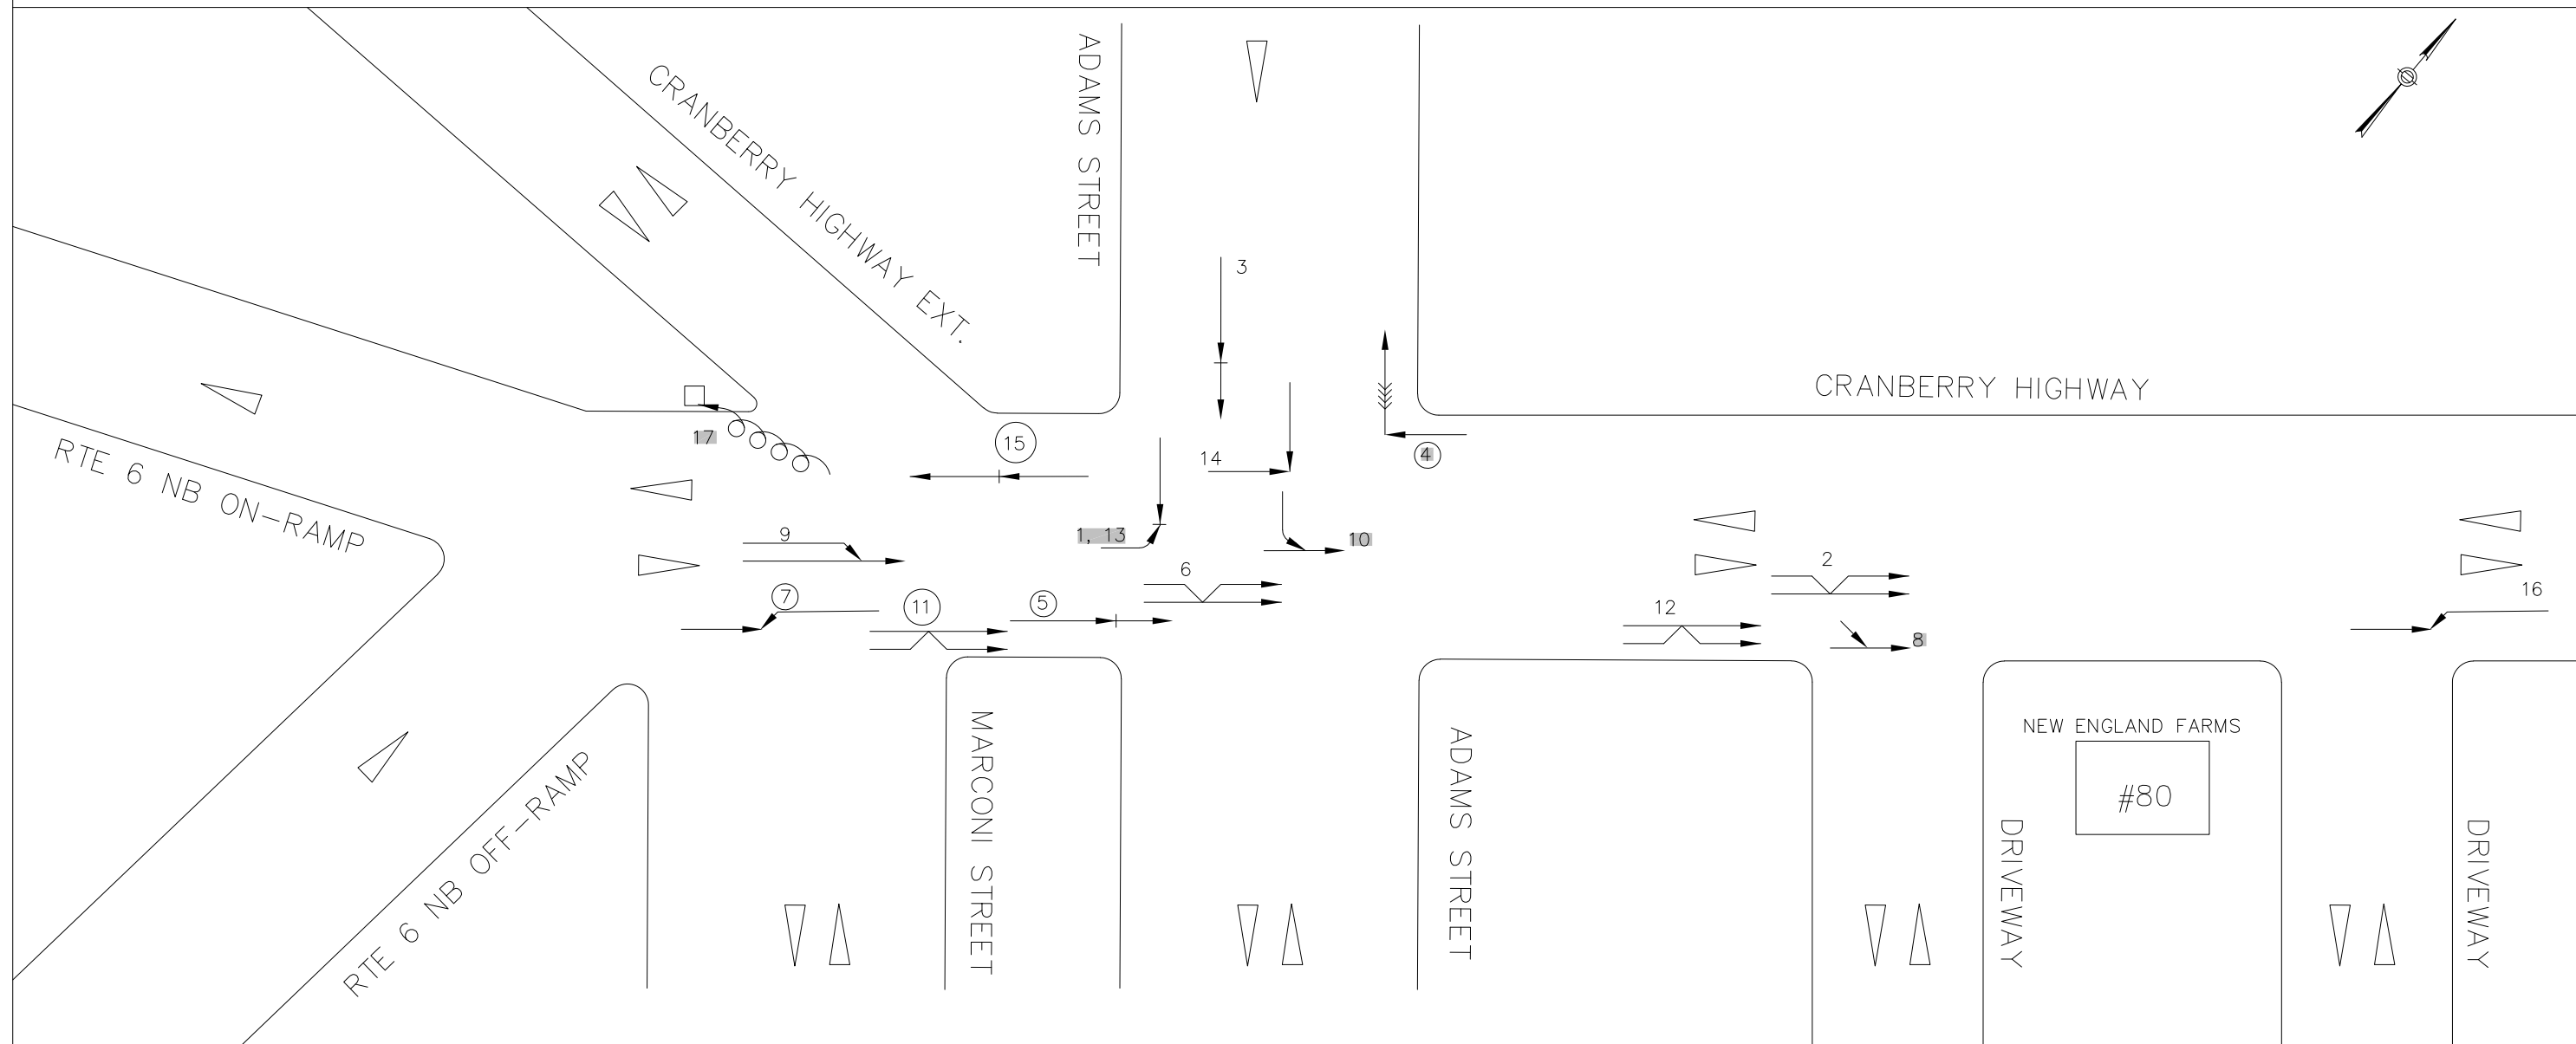 ADAMS STREET
CRANBERRY HIGHWAY EXT.
3
CRANBERRY HIGHWAY
RTE 6 NB ON-RAMP
17
15
14
4
9
1, 13
10
6
2
7
11
5
12
16
8
MARCONI STREET
ADAMS STREET
NEW ENGLAND FARMS
#80
RTE 6 NB OFF-RAMP
DRIVEWAY
DRIVEWAY